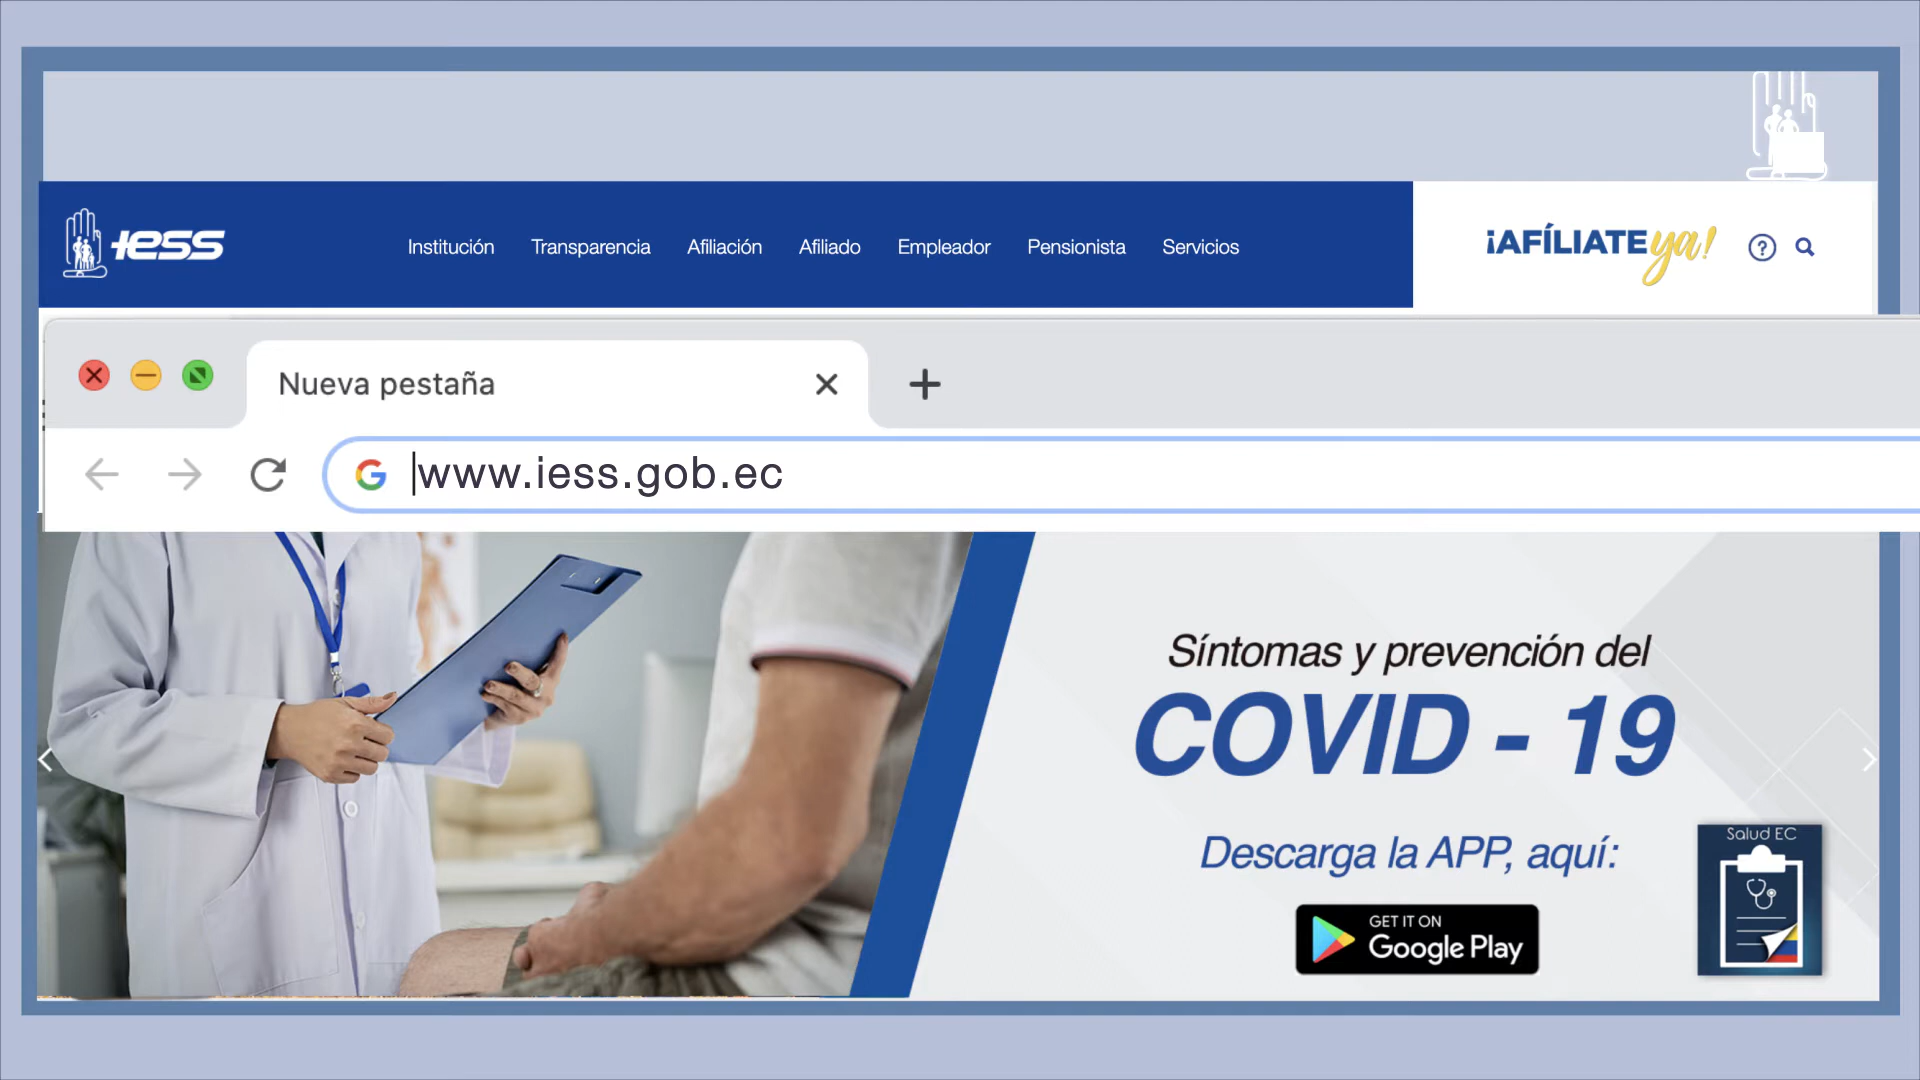 iess
Institución Transparencia Afiliación Afiliado Empleador Pensionista Servicios
¡AFÍLIATE ya!
Nueva pestaña
www.iess.gob.ec
Síntomas y prevención del
COVID - 19
Descarga la APP, aquí:
GET IT ON
Google Play
Salud EC